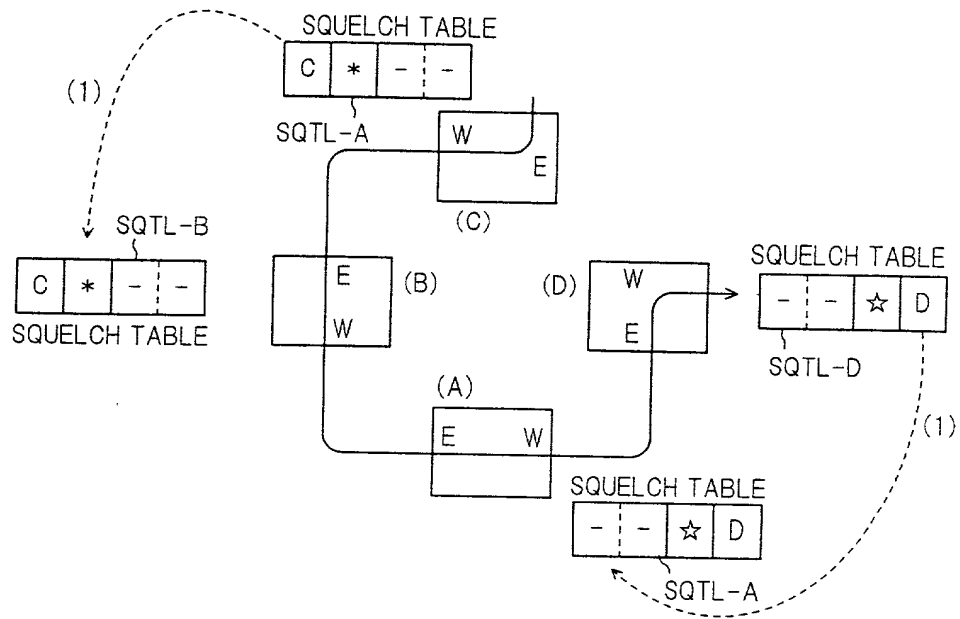 SQUELCH TABLE
C * - -
(1)
SQTL-A
W
E
(C)
SQTL-B
C * - -
SQUELCH TABLE
E
(B)
W
(D)
W
E
SQUELCH TABLE
- - ☆ D
SQTL-D
(A)
E W
(1)
SQUELCH TABLE
- - ☆ D
SQTL-A